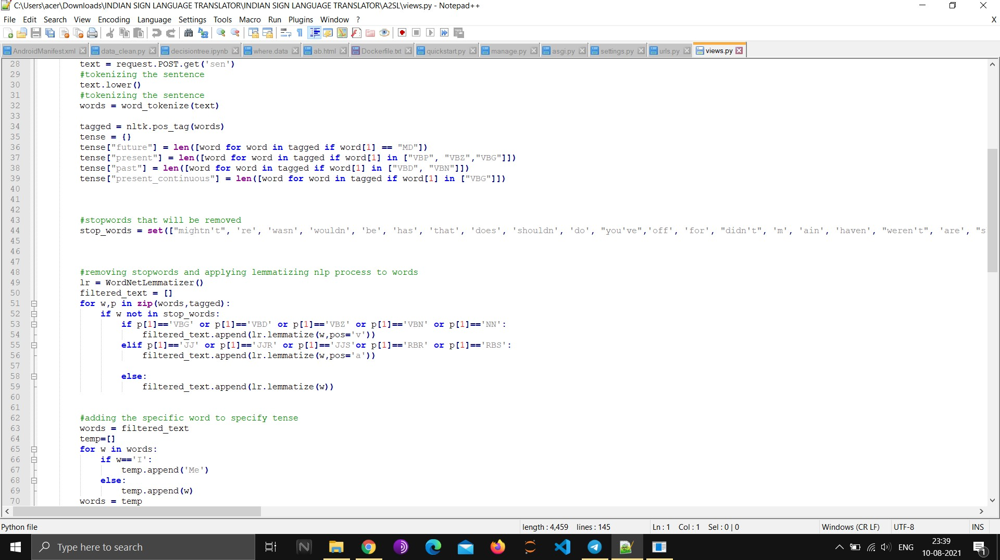 C:\Users\acer\Downloads\INDIAN SIGN LANGUAGE TRANSLATOR\INDIAN SIGN LANGUAGE TRANSLATOR\A2SL\views.py - Notepad++
File Edit Search View Encoding Language Settings Tools Macro Run Plugins Window ? X
AndroidManifest.xml data_clean.py decisiontree.ipynb where.data ab.html Dockerfile.txt quickstart.py manage.py asgi.py settings.py urls.py views.py
28 text = request.POST.get('sen')
29 #tokenizing the sentence
30 text.lower()
31 #tokenizing the sentence
32 words = word_tokenize(text)
33
34 tagged = nltk.pos_tag(words)
35 tense = {}
36 tense["future"] = len([word for word in tagged if word[1] == "MD"])
37 tense["present"] = len([word for word in tagged if word[1] in ["VBP", "VBZ","VBG"]])
38 tense["past"] = len([word for word in tagged if word[1] in ["VBD", "VBN"]])
39 tense["present_continuous"] = len([word for word in tagged if word[1] in ["VBG"]])
40
41
42
43 #stopwords that will be removed
44 stop_words = set(["mightn't", 're', 'wasn', 'wouldn', 'be', 'has', 'that', 'does', 'shouldn', 'do', "you've",'off', 'for', "didn't", 'm', 'ain', 'haven', "weren't", 'are', "s
45
46
47
48 #removing stopwords and applying lemmatizing nlp process to words
49 lr = WordNetLemmatizer()
50 filtered_text = []
51 for w,p in zip(words,tagged):
52 if w not in stop_words:
53 if p[1]=='VBG' or p[1]=='VBD' or p[1]=='VBZ' or p[1]=='VBN' or p[1]=='NN':
54 filtered_text.append(lr.lemmatize(w,pos='v'))
55 elif p[1]=='JJ' or p[1]=='JJR' or p[1]=='JJS'or p[1]=='RBR' or p[1]=='RBS':
56 filtered_text.append(lr.lemmatize(w,pos='a'))
57
58 else:
59 filtered_text.append(lr.lemmatize(w))
60
61
62 #adding the specific word to specify tense
63 words = filtered_text
64 temp=[]
65 for w in words:
66 if w=='I':
67 temp.append('Me')
68 else:
69 temp.append(w)
70 words = temp
Python file length : 4,459 lines : 145 Ln : 1 Col : 1 Sel : 0 | 0 Windows (CR LF) UTF-8 INS
Type here to search ENG 23:39
10-08-2021 1